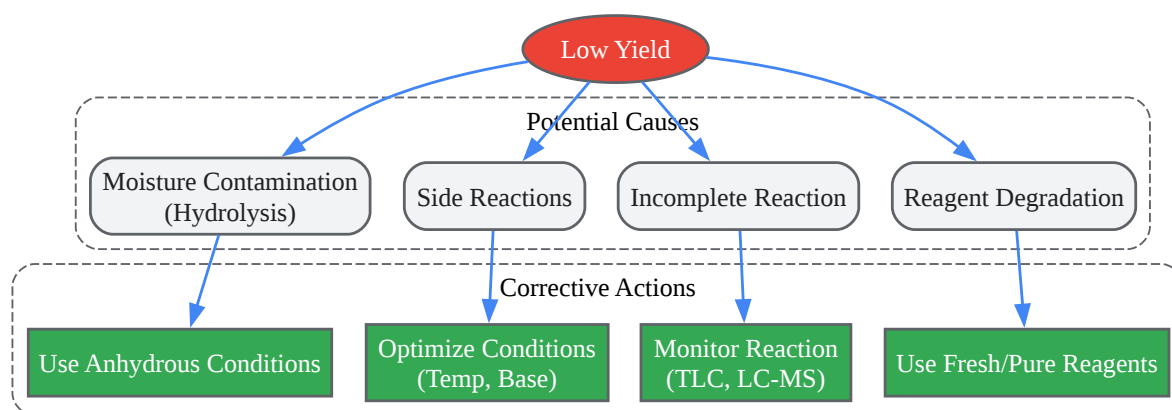 Low Yield
Potential Causes
Moisture Contamination
(Hydrolysis)
Side Reactions
Incomplete Reaction
Reagent Degradation
Corrective Actions
Use Anhydrous Conditions
Optimize Conditions
(Temp, Base)
Monitor Reaction
(TLC, LC-MS)
Use Fresh/Pure Reagents